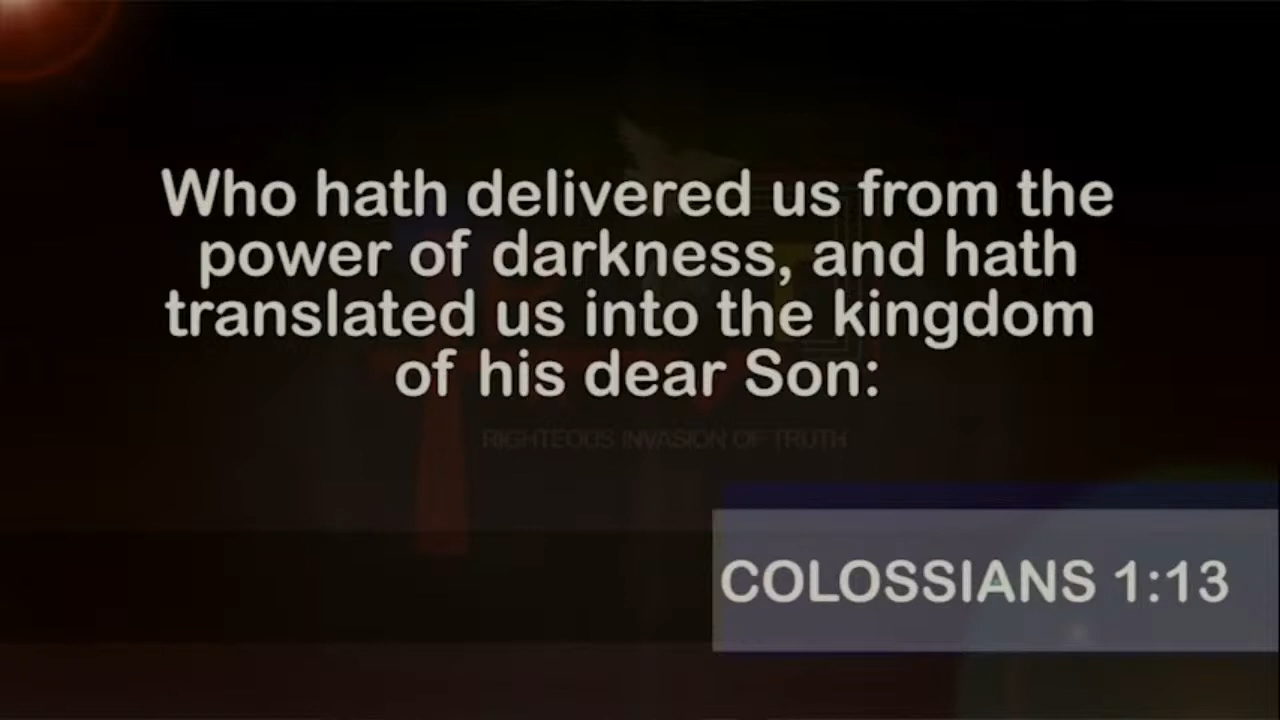 Who hath delivered us from the
power of darkness, and hath
translated us into the kingdom
of his dear Son:
RIGHTEOUS INVASION OF TRUTH
COLOSSIANS 1:13